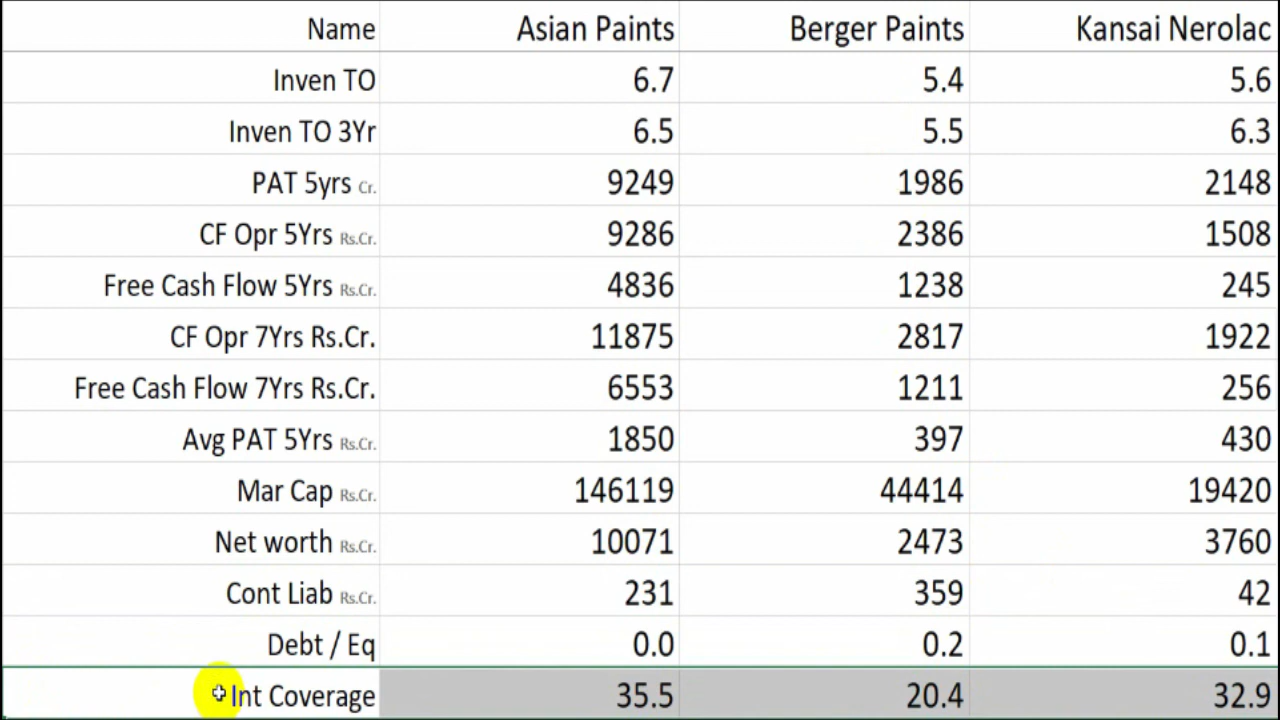 Name Asian Paints Berger Paints Kansai Nerolac
Inven TO 6.7 5.4 5.6
Inven TO 3Yr 6.5 5.5 6.3
PAT 5yrs Cr. 9249 1986 2148
CF Opr 5Yrs Rs.Cr. 9286 2386 1508
Free Cash Flow 5Yrs Rs.Cr. 4836 1238 245
CF Opr 7Yrs Rs.Cr. 11875 2817 1922
Free Cash Flow 7Yrs Rs.Cr. 6553 1211 256
Avg PAT 5Yrs Rs.Cr. 1850 397 430
Mar Cap Rs.Cr. 146119 44414 19420
Net worth Rs.Cr. 10071 2473 3760
Cont Liab Rs.Cr. 231 359 42
Debt / Eq 0.0 0.2 0.1
Int Coverage 35.5 20.4 32.9